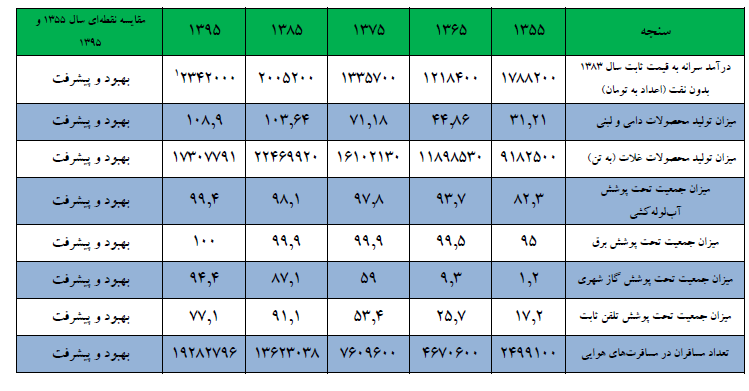 سنجه ۱۳۵۵ ۱۳۶۵ ۱۳۷۵ ۱۳۸۵ ۱۳۹۵ مقایسه نقطه‌ای سال ۱۳۵۵ و
۱۳۹۵
درآمد سرانه به قیمت ثابت سال ۱۳۸۳
بدون نفت (اعداد به تومان) ۱۷۸۸۲۰۰ ۱۲۱۸۴۰۰ ۱۳۳۵۷۰۰ ۲۰۰۵۲۰۰ ۲۳۴۲۰۰۰۱ بهبود و پیشرفت
میزان تولید محصولات دامی و لبنی ۳۱,۲۱ ۴۴,۸۶ ۷۱,۱۸ ۱۰۳,۶۴ ۱۰۸,۹ بهبود و پیشرفت
میزان تولید محصولات غلات (به تن) ۹۱۸۲۵۰۰ ۱۱۸۹۸۵۳۰ ۱۶۱۰۲۱۳۰ ۲۲۴۶۹۹۲۰ ۱۷۳۰۷۷۹۱ بهبود و پیشرفت
میزان جمعیت تحت پوشش
آب‌لوله‌کشی ۸۲,۳ ۹۳,۷ ۹۷,۸ ۹۸,۱ ۹۹,۴ بهبود و پیشرفت
میزان جمعیت تحت پوشش برق ۹۵ ۹۹,۵ ۹۹,۹ ۹۹,۹ ۱۰۰ بهبود و پیشرفت
میزان جمعیت تحت پوشش گاز شهری ۱,۲ ۹,۳ ۵۹ ۸۷,۱ ۹۴,۴ بهبود و پیشرفت
میزان جمعیت تحت پوشش تلفن ثابت ۱۷,۲ ۲۵,۷ ۵۳,۴ ۹۱,۱ ۷۷,۱ بهبود و پیشرفت
تعداد مسافران در مسافرت‌های هوایی ۲۴۹۹۱۰۰ ۴۶۷۰۶۰۰ ۷۶۰۹۶۰۰ ۱۳۶۲۳۰۳۸ ۱۹۲۸۲۷۹۶ بهبود و پیشرفت